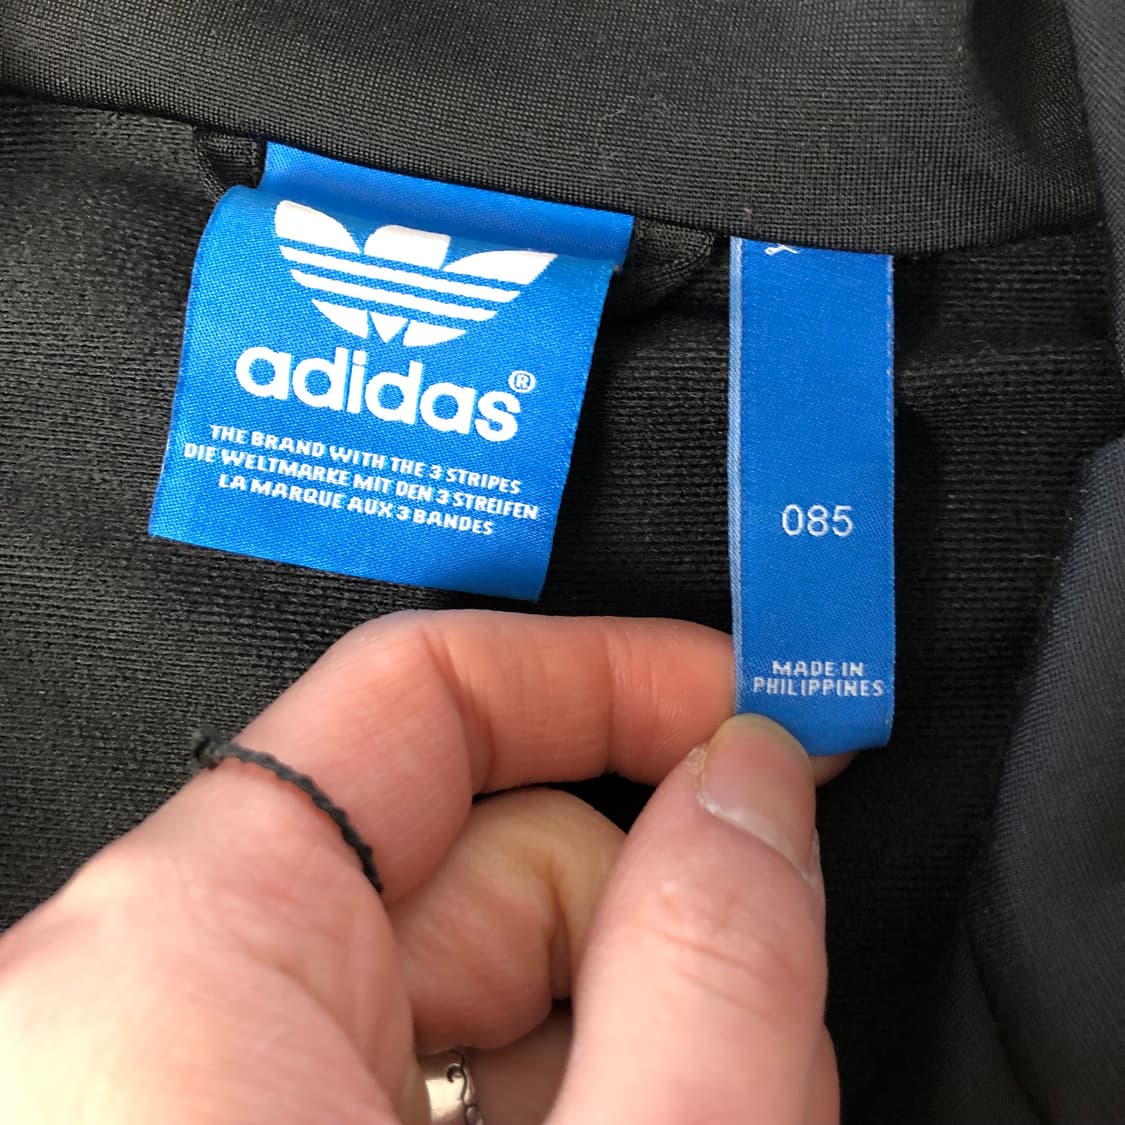 adidas®
THE BRAND WITH THE 3 STRIPES
DIE WELTMARKE MIT DEN 3 STREIFEN
LA MARQUE AUX 3 BANDES
085
MADE IN
PHILIPPINES